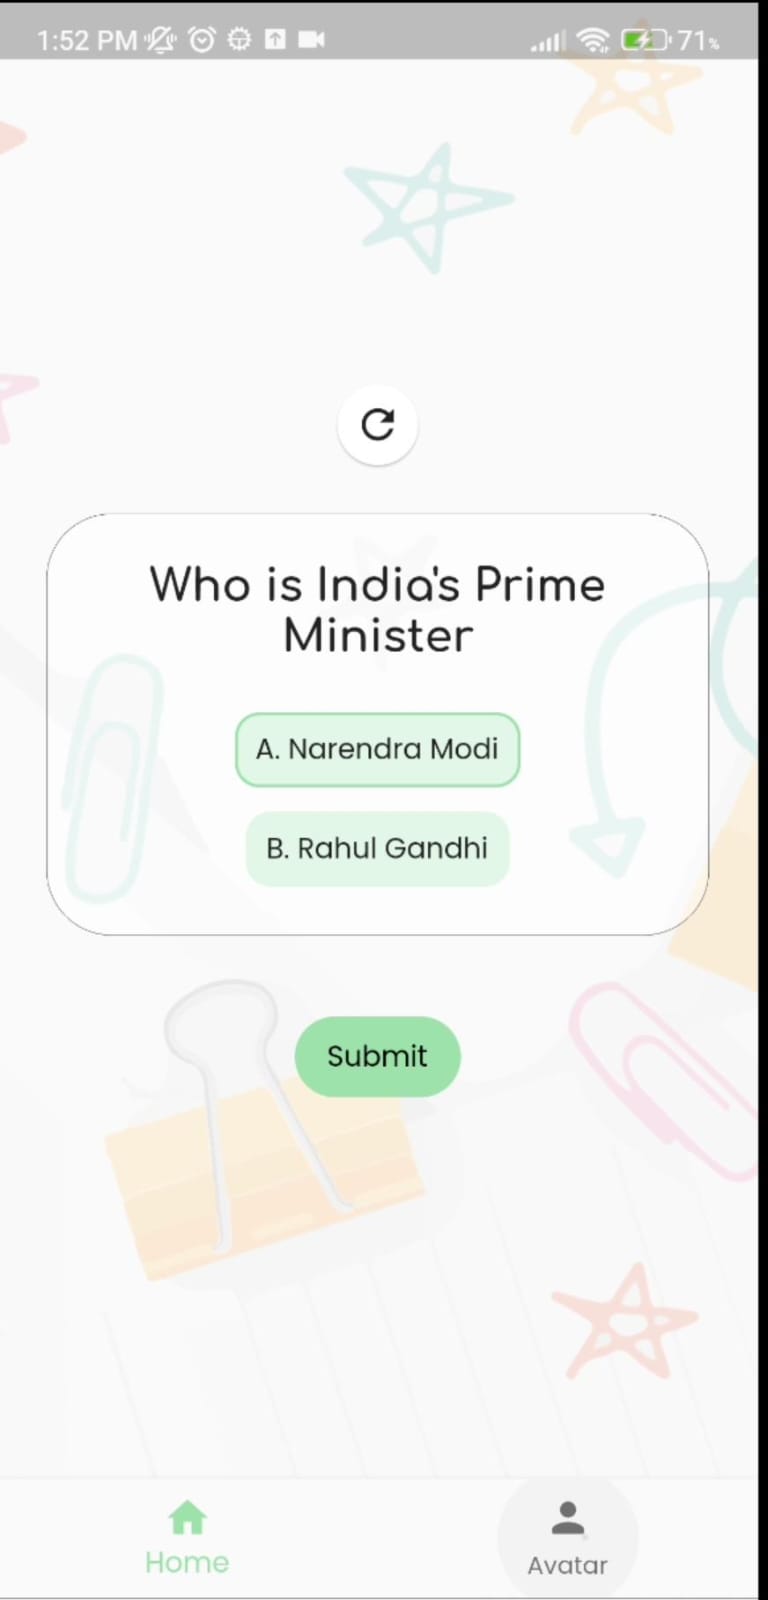 1:52 PM 71%
Who is India's Prime
Minister
A. Narendra Modi
B. Rahul Gandhi
Submit
Home
Avatar